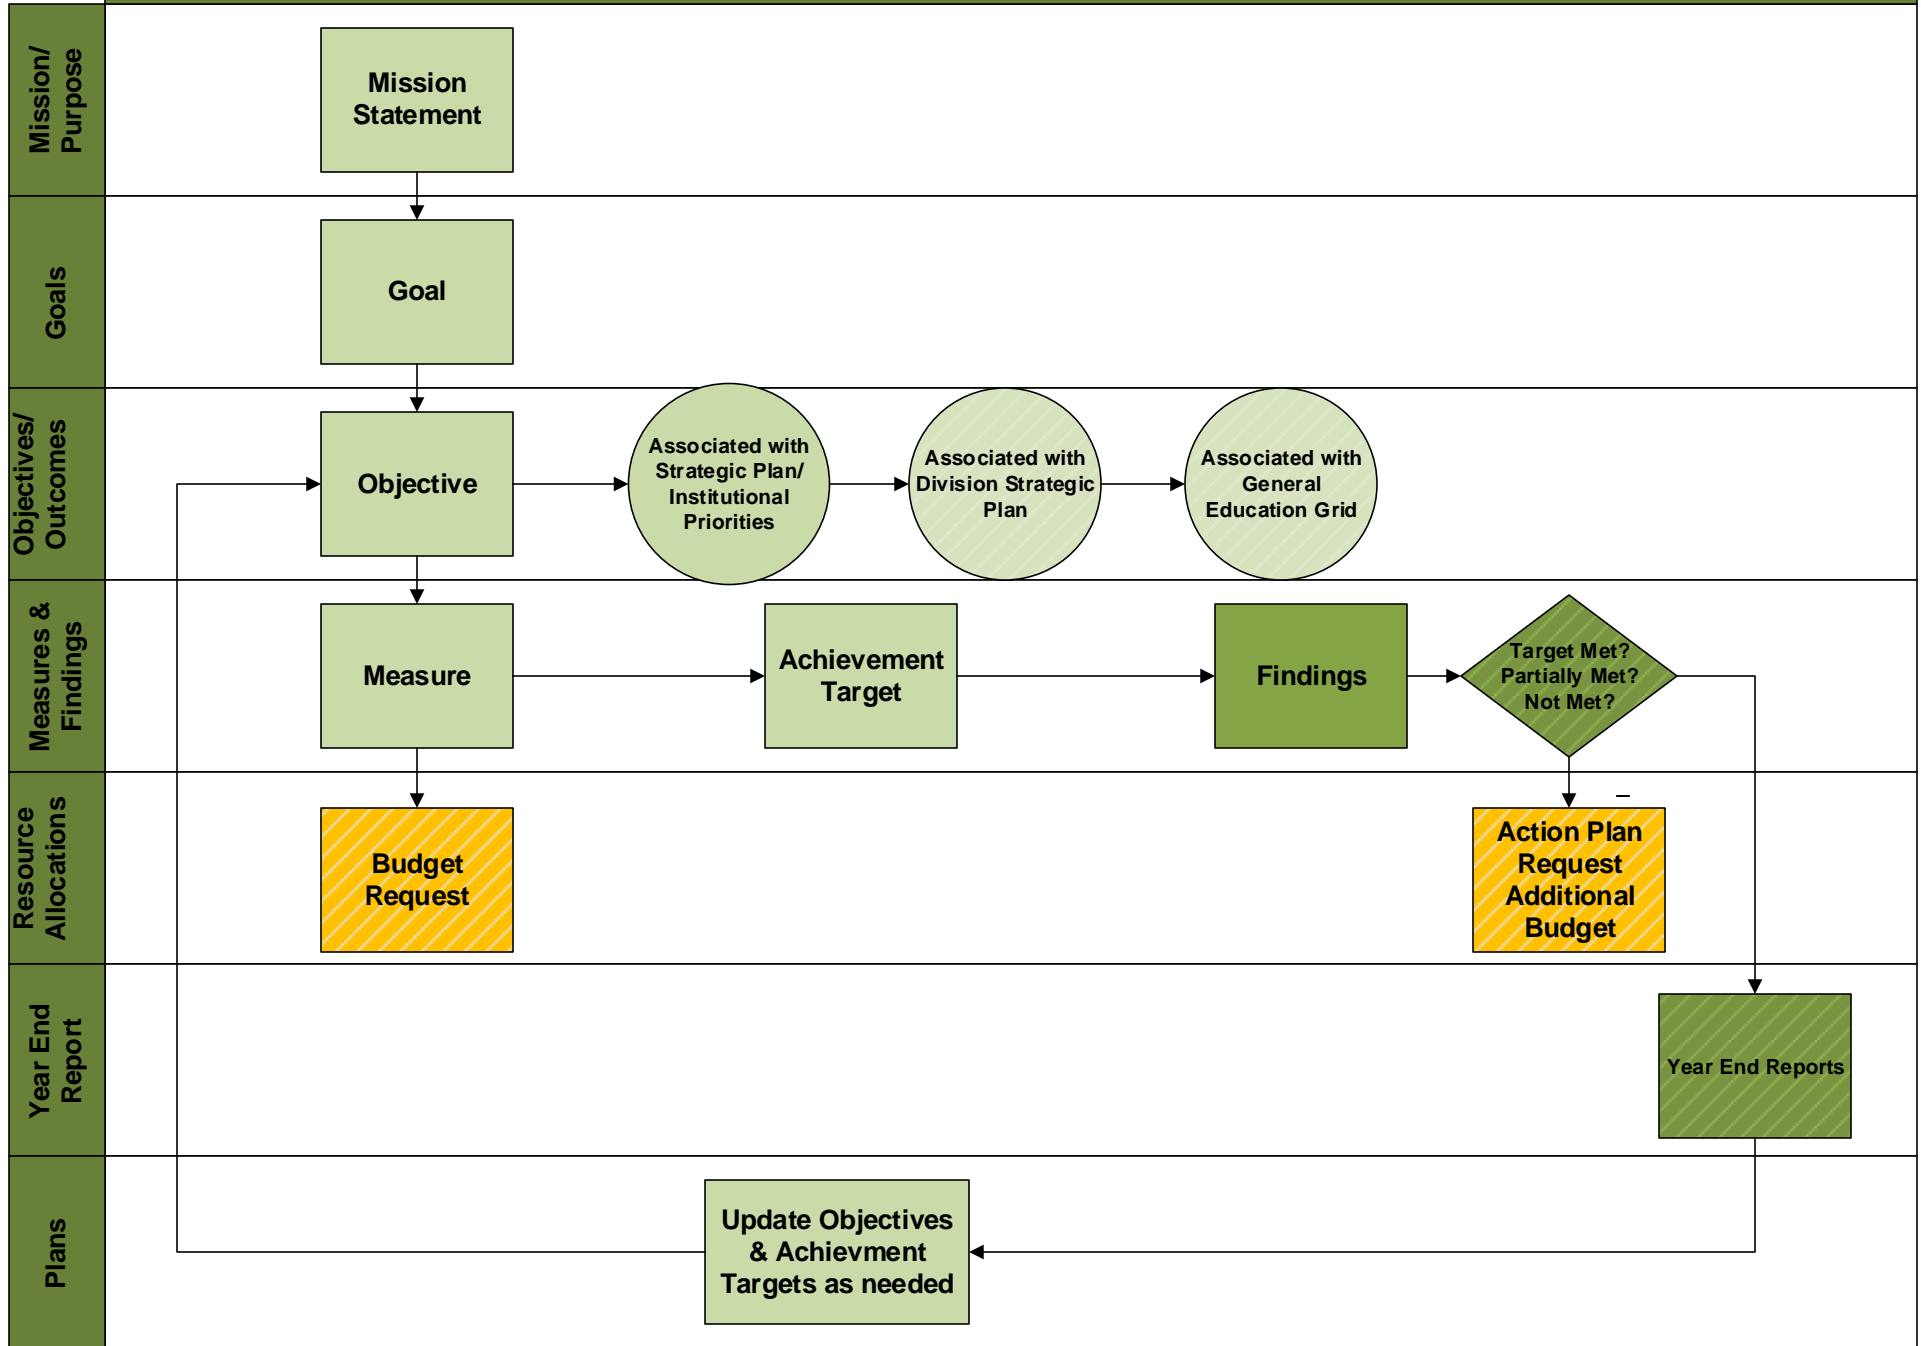 Mission/
Purpose
Mission
Statement
Goals
Goal
Objectives/
Outcomes
Objective
Associated with
Strategic Plan/
Institutional
Priorities
Associated with
Division Strategic
Plan
Associated with
General
Education Grid
Measures &
Findings
Measure
Achievement
Target
Findings
Target Met?
Partially Met?
Not Met?
Resource
Allocations
Budget
Request
Action Plan
Request
Additional
Budget
Year End
Report
Year End Reports
Plans
Update Objectives
& Achievment
Targets as needed